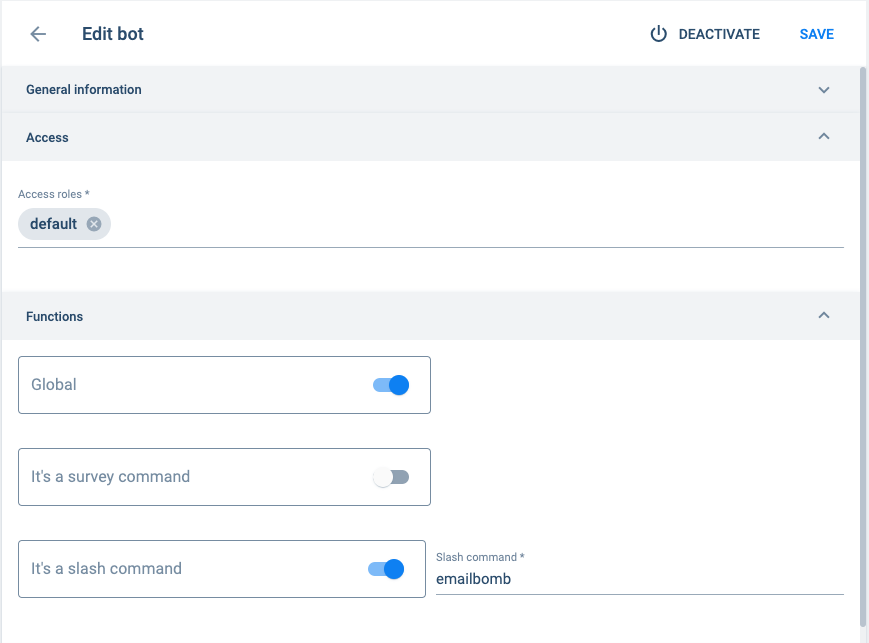 Edit bot
DEACTIVATE
SAVE
General information
Access
Access roles *
default
Functions
Global
It's a survey command
It's a slash command
Slash command *
emailbomb